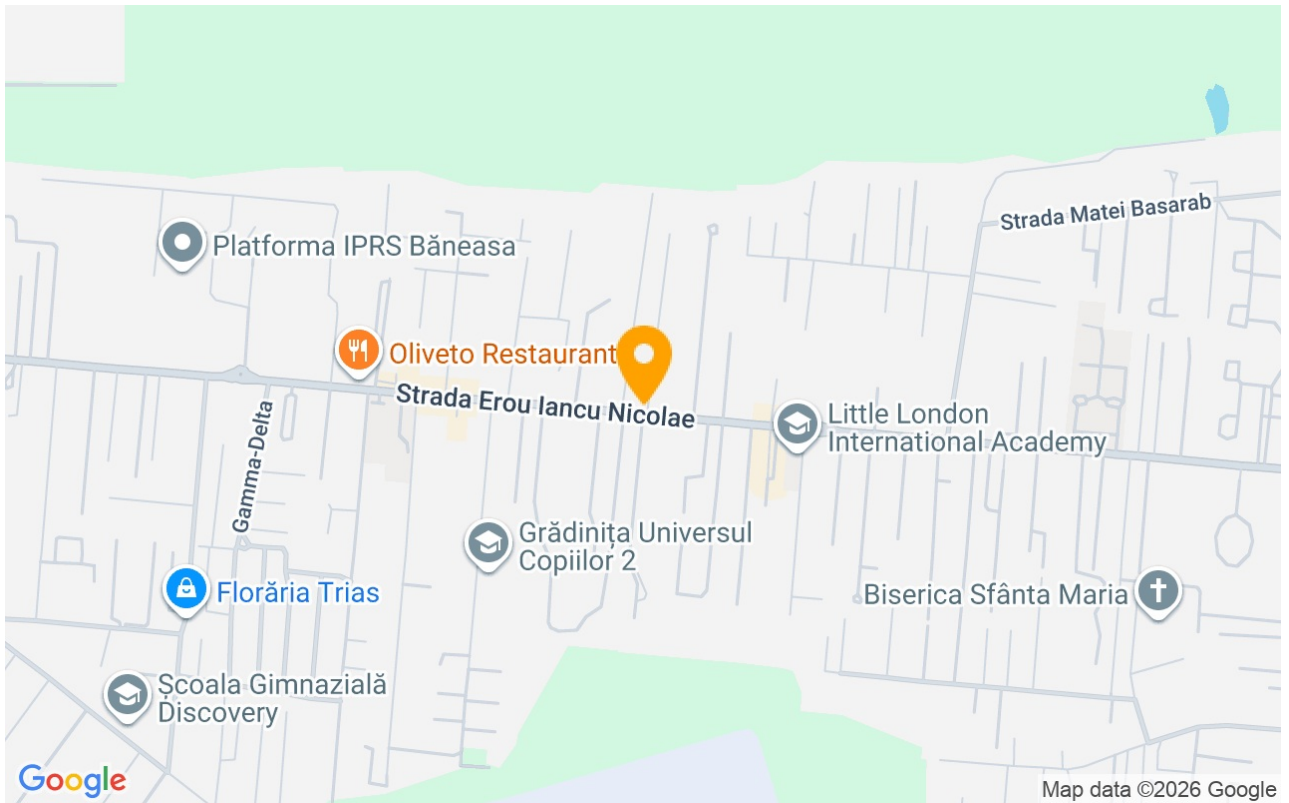 Strada Matei Basarab
Platforma IPRS Băneasa
Oliveto Restaurant
Strada Erou Iancu Nicolae
Little London
International Academy
Gamma-Delta
Grădinița Universul
Copiilor 2
Florăria Trias
Biserica Sfânta Maria
Școala Gimnazială
Discovery
Google
Map data ©2026 Google